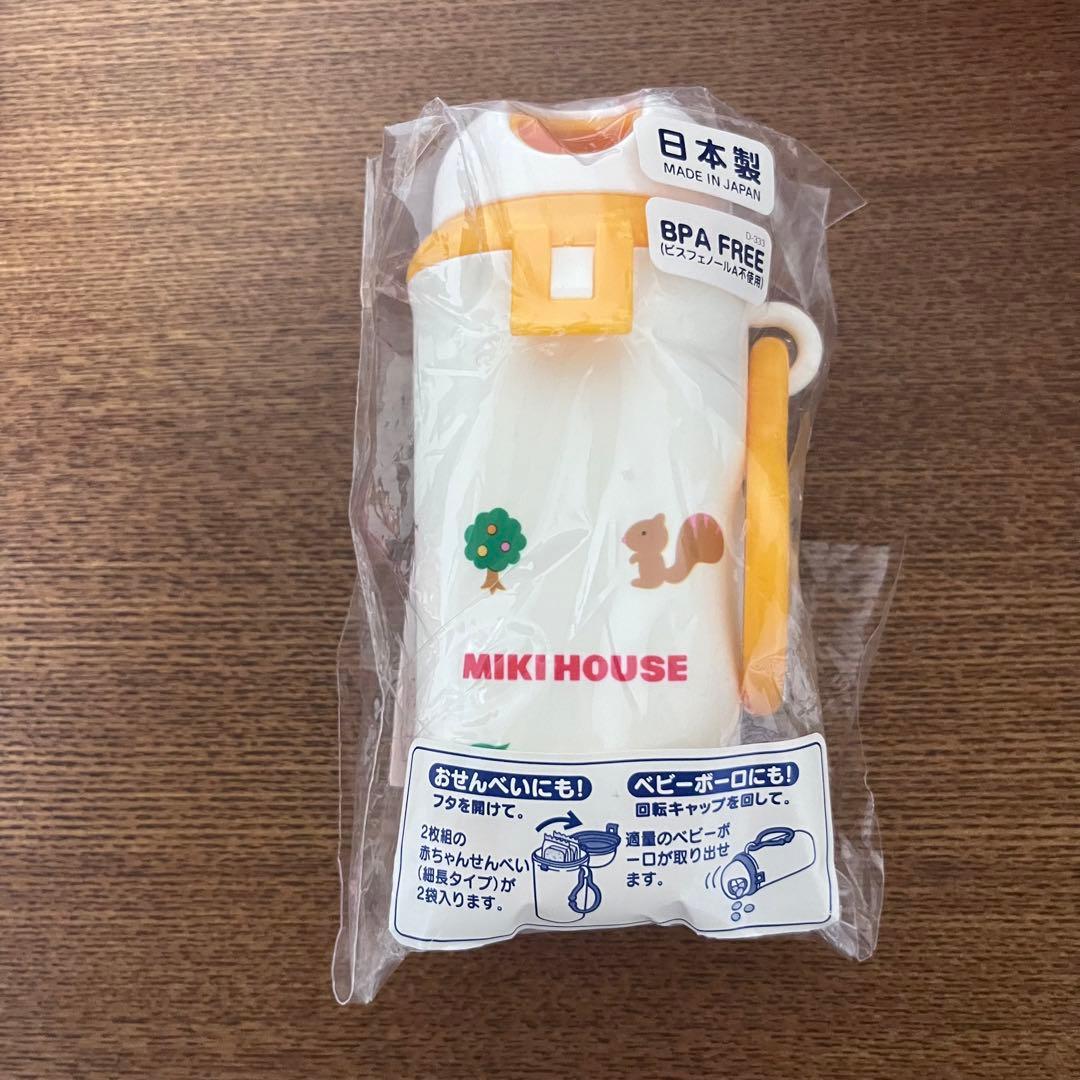 日本製
MADE IN JAPAN
D-333
BPA FREE
(ビスフェノールA不使用)
MIKI HOUSE
おせんべいにも!
フタを開けて。
2枚組の
赤ちゃんせんべい
(細長タイプ)が
2袋入ります。
ベビーボーロにも!
回転キャップを回して。
適量のベビーボ
ーロが取り出せ
ます。